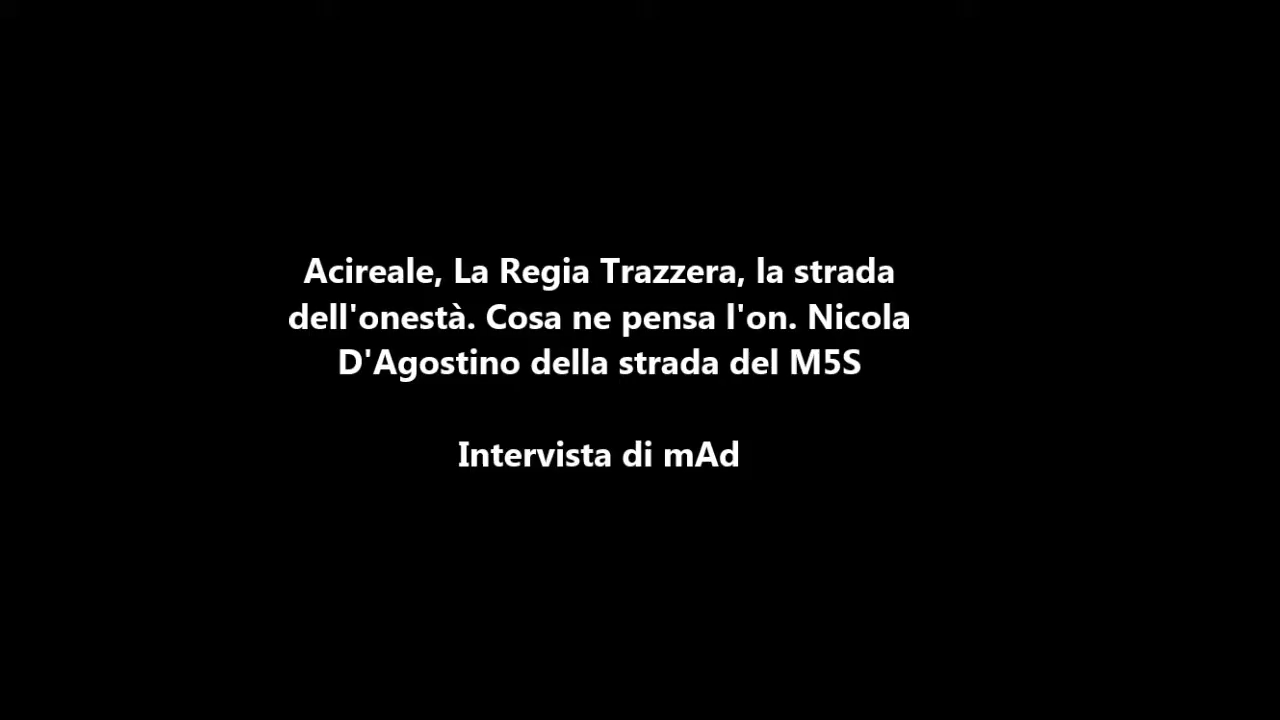 Acireale, La Regia Trazzera, la strada
dell'onestà. Cosa ne pensa l'on. Nicola
D'Agostino della strada del M5S
Intervista di mAd